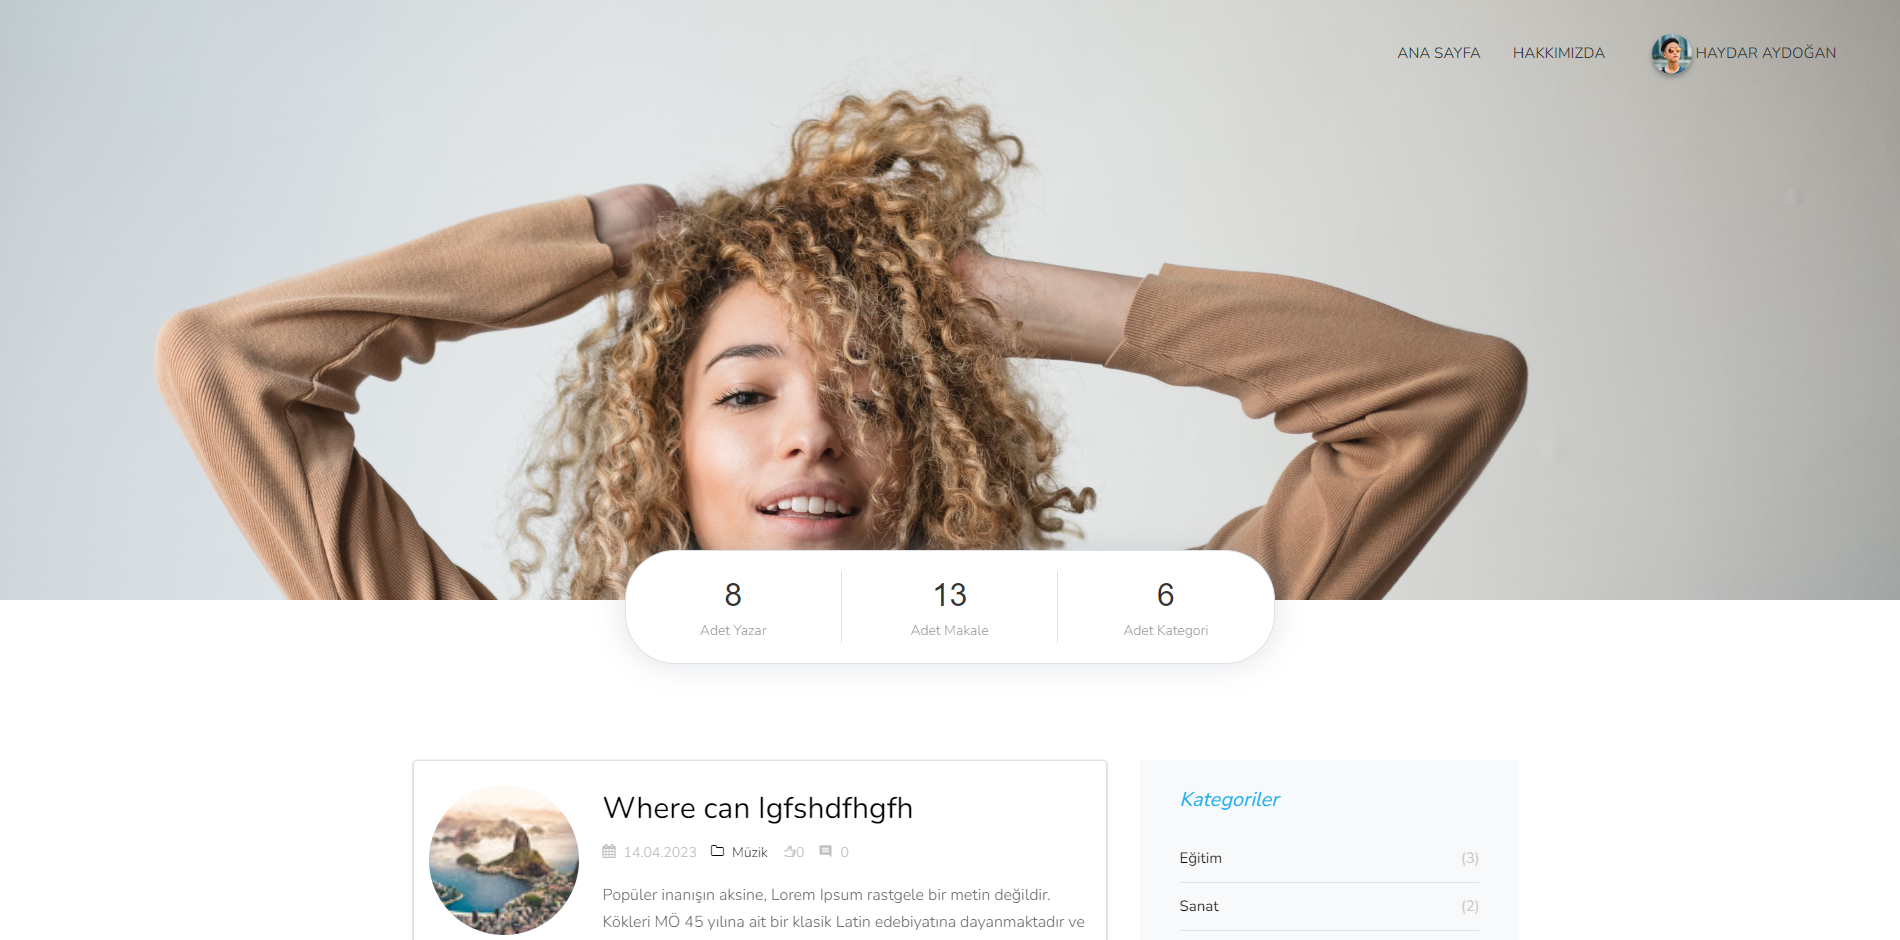 ANA SAYFA HAKKIMIZDA HAYDAR AYDOĞAN
8 13 6
Adet Yazar Adet Makale Adet Kategori
Where can Igfshdfhgfh
14.04.2023 Müzik 0 0
Popüler inanışın aksine, Lorem Ipsum rastgele bir metin değildir.
Kökleri MÖ 45 yılına ait bir klasik Latin edebiyatına dayanmaktadır ve
Kategoriler
Eğitim (3)
Sanat (2)